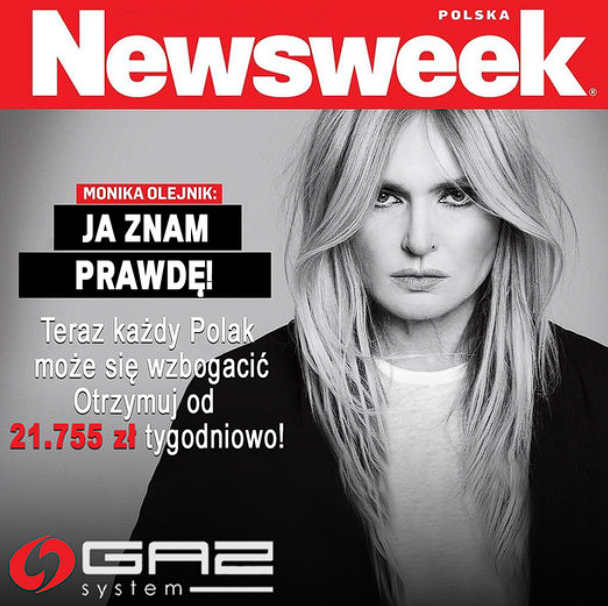 POLSKA
Newsweek®
MONIKA OLEJNIK:
JA ZNAM
PRAWDĘ!
Teraz każdy Polak
może się wzbogacić
Otrzymuj od
21.755 zł tygodniowo!
GAZ
system